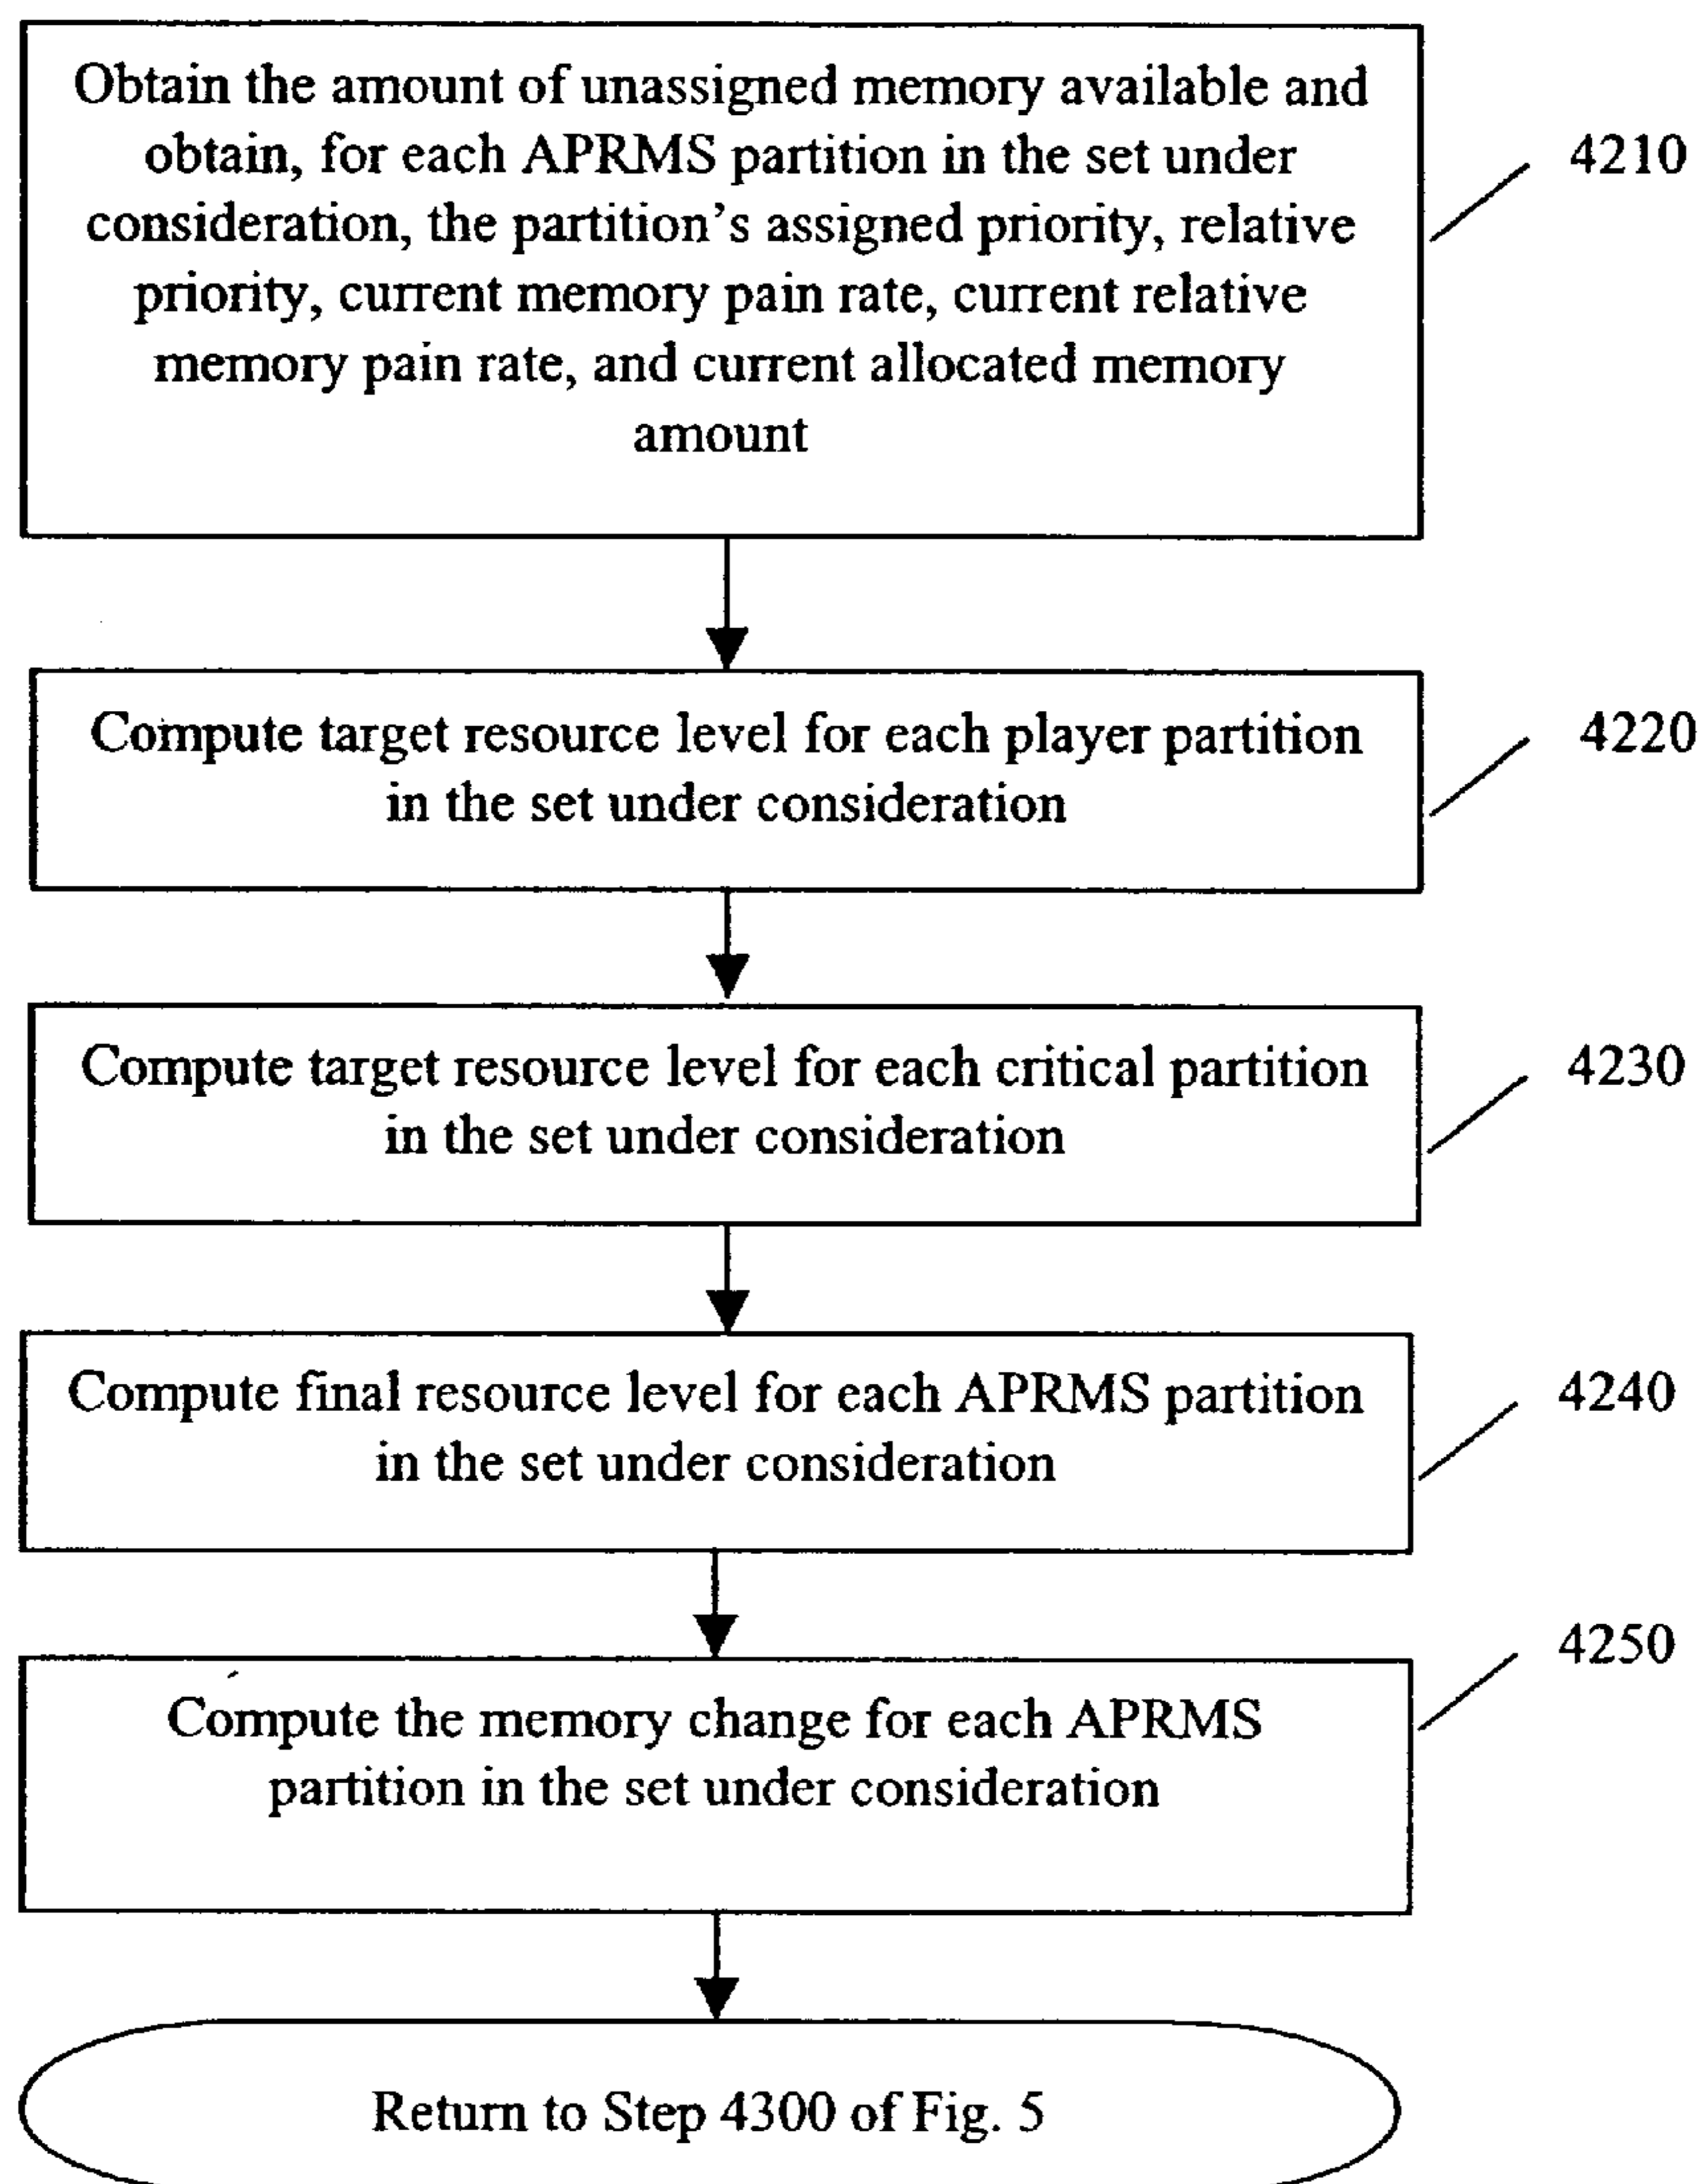 Obtain the amount of unassigned memory available and
obtain, for each APRMS partition in the set under
consideration, the partition's assigned priority, relative
priority, current memory pain rate, current relative
memory pain rate, and current allocated memory
amount
4210
Compute target resource level for each player partition
in the set under consideration
4220
Compute target resource level for each critical partition
in the set under consideration
4230
Compute final resource level for each APRMS partition
in the set under consideration
4240
Compute the memory change for each APRMS
partition in the set under consideration
4250
Return to Step 4300 of Fig. 5